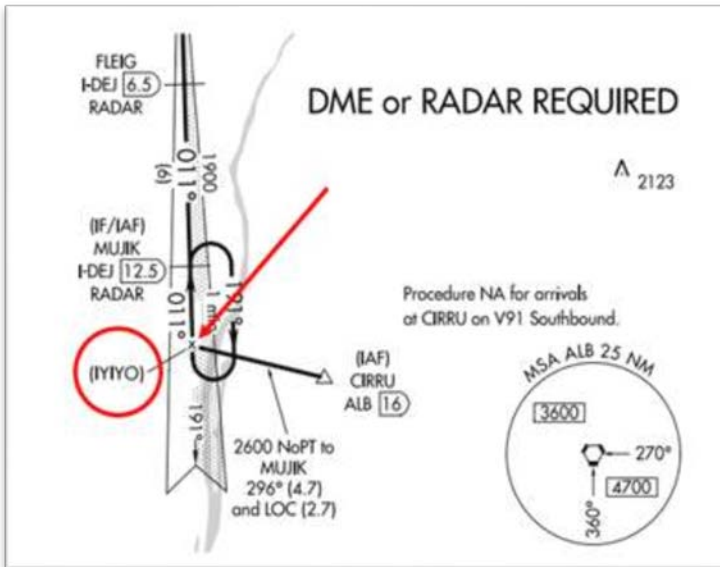 FLEIG
I-DEJ 6.5
RADAR
DME or RADAR REQUIRED
011°
(6)
1900
2123
(IF/IAF)
MUJIK
I-DEJ 12.5
RADAR
011°
191°
1 min
Procedure NA for arrivals
at CIRRU on V91 Southbound.
(IYIYO)
x
(IAF)
CIRRU
ALB 16
191°
2600 NoPT to
MUJIK
296° (4.7)
and LOC (2.7)
MSA ALB 25 NM
3600
270°
4700
360°